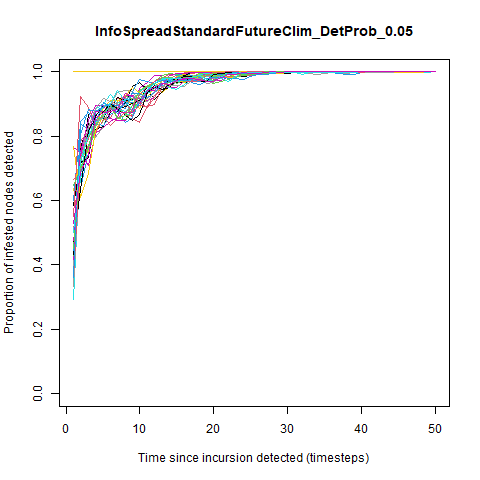 InfoSpreadStandardFutureClim_DetProb_0.05
Proportion of infested nodes detected
1.0
0.8
0.6
0.4
0.2
0.0
0 10 20 30 40 50
Time since incursion detected (timesteps)